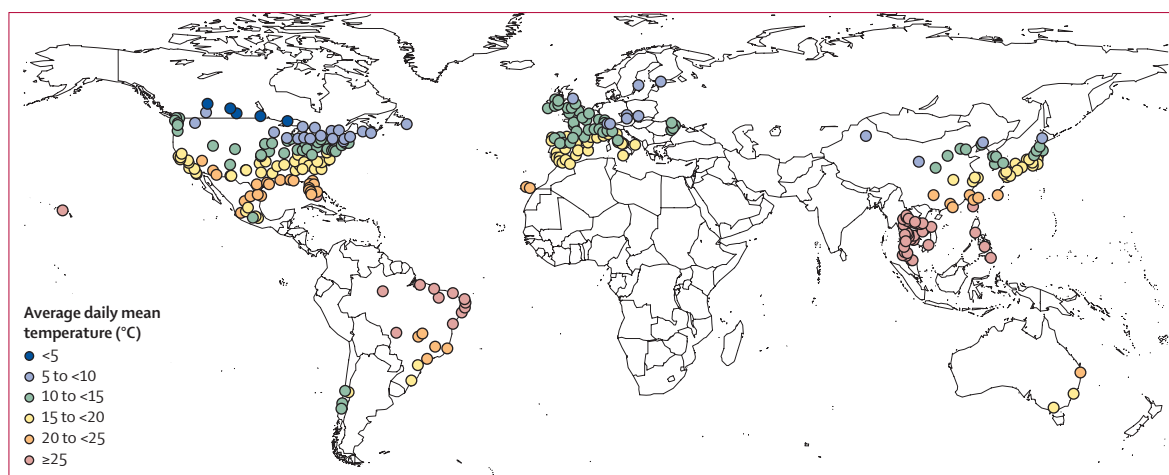 Average daily mean
temperature (°C)
<5
5 to <10
10 to <15
15 to <20
20 to <25
≥25